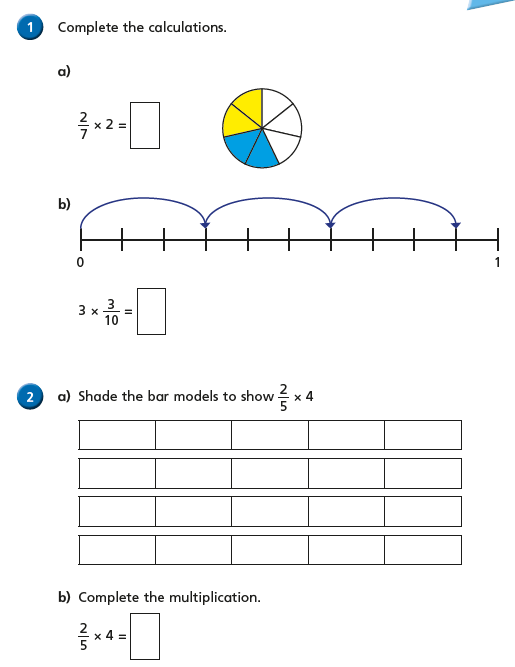 1 Complete the calculations.
a)
2/7 × 2 =
b)
0 1
3 × 3/10 =
2 a) Shade the bar models to show 2/5 × 4
b) Complete the multiplication.
2/5 × 4 =